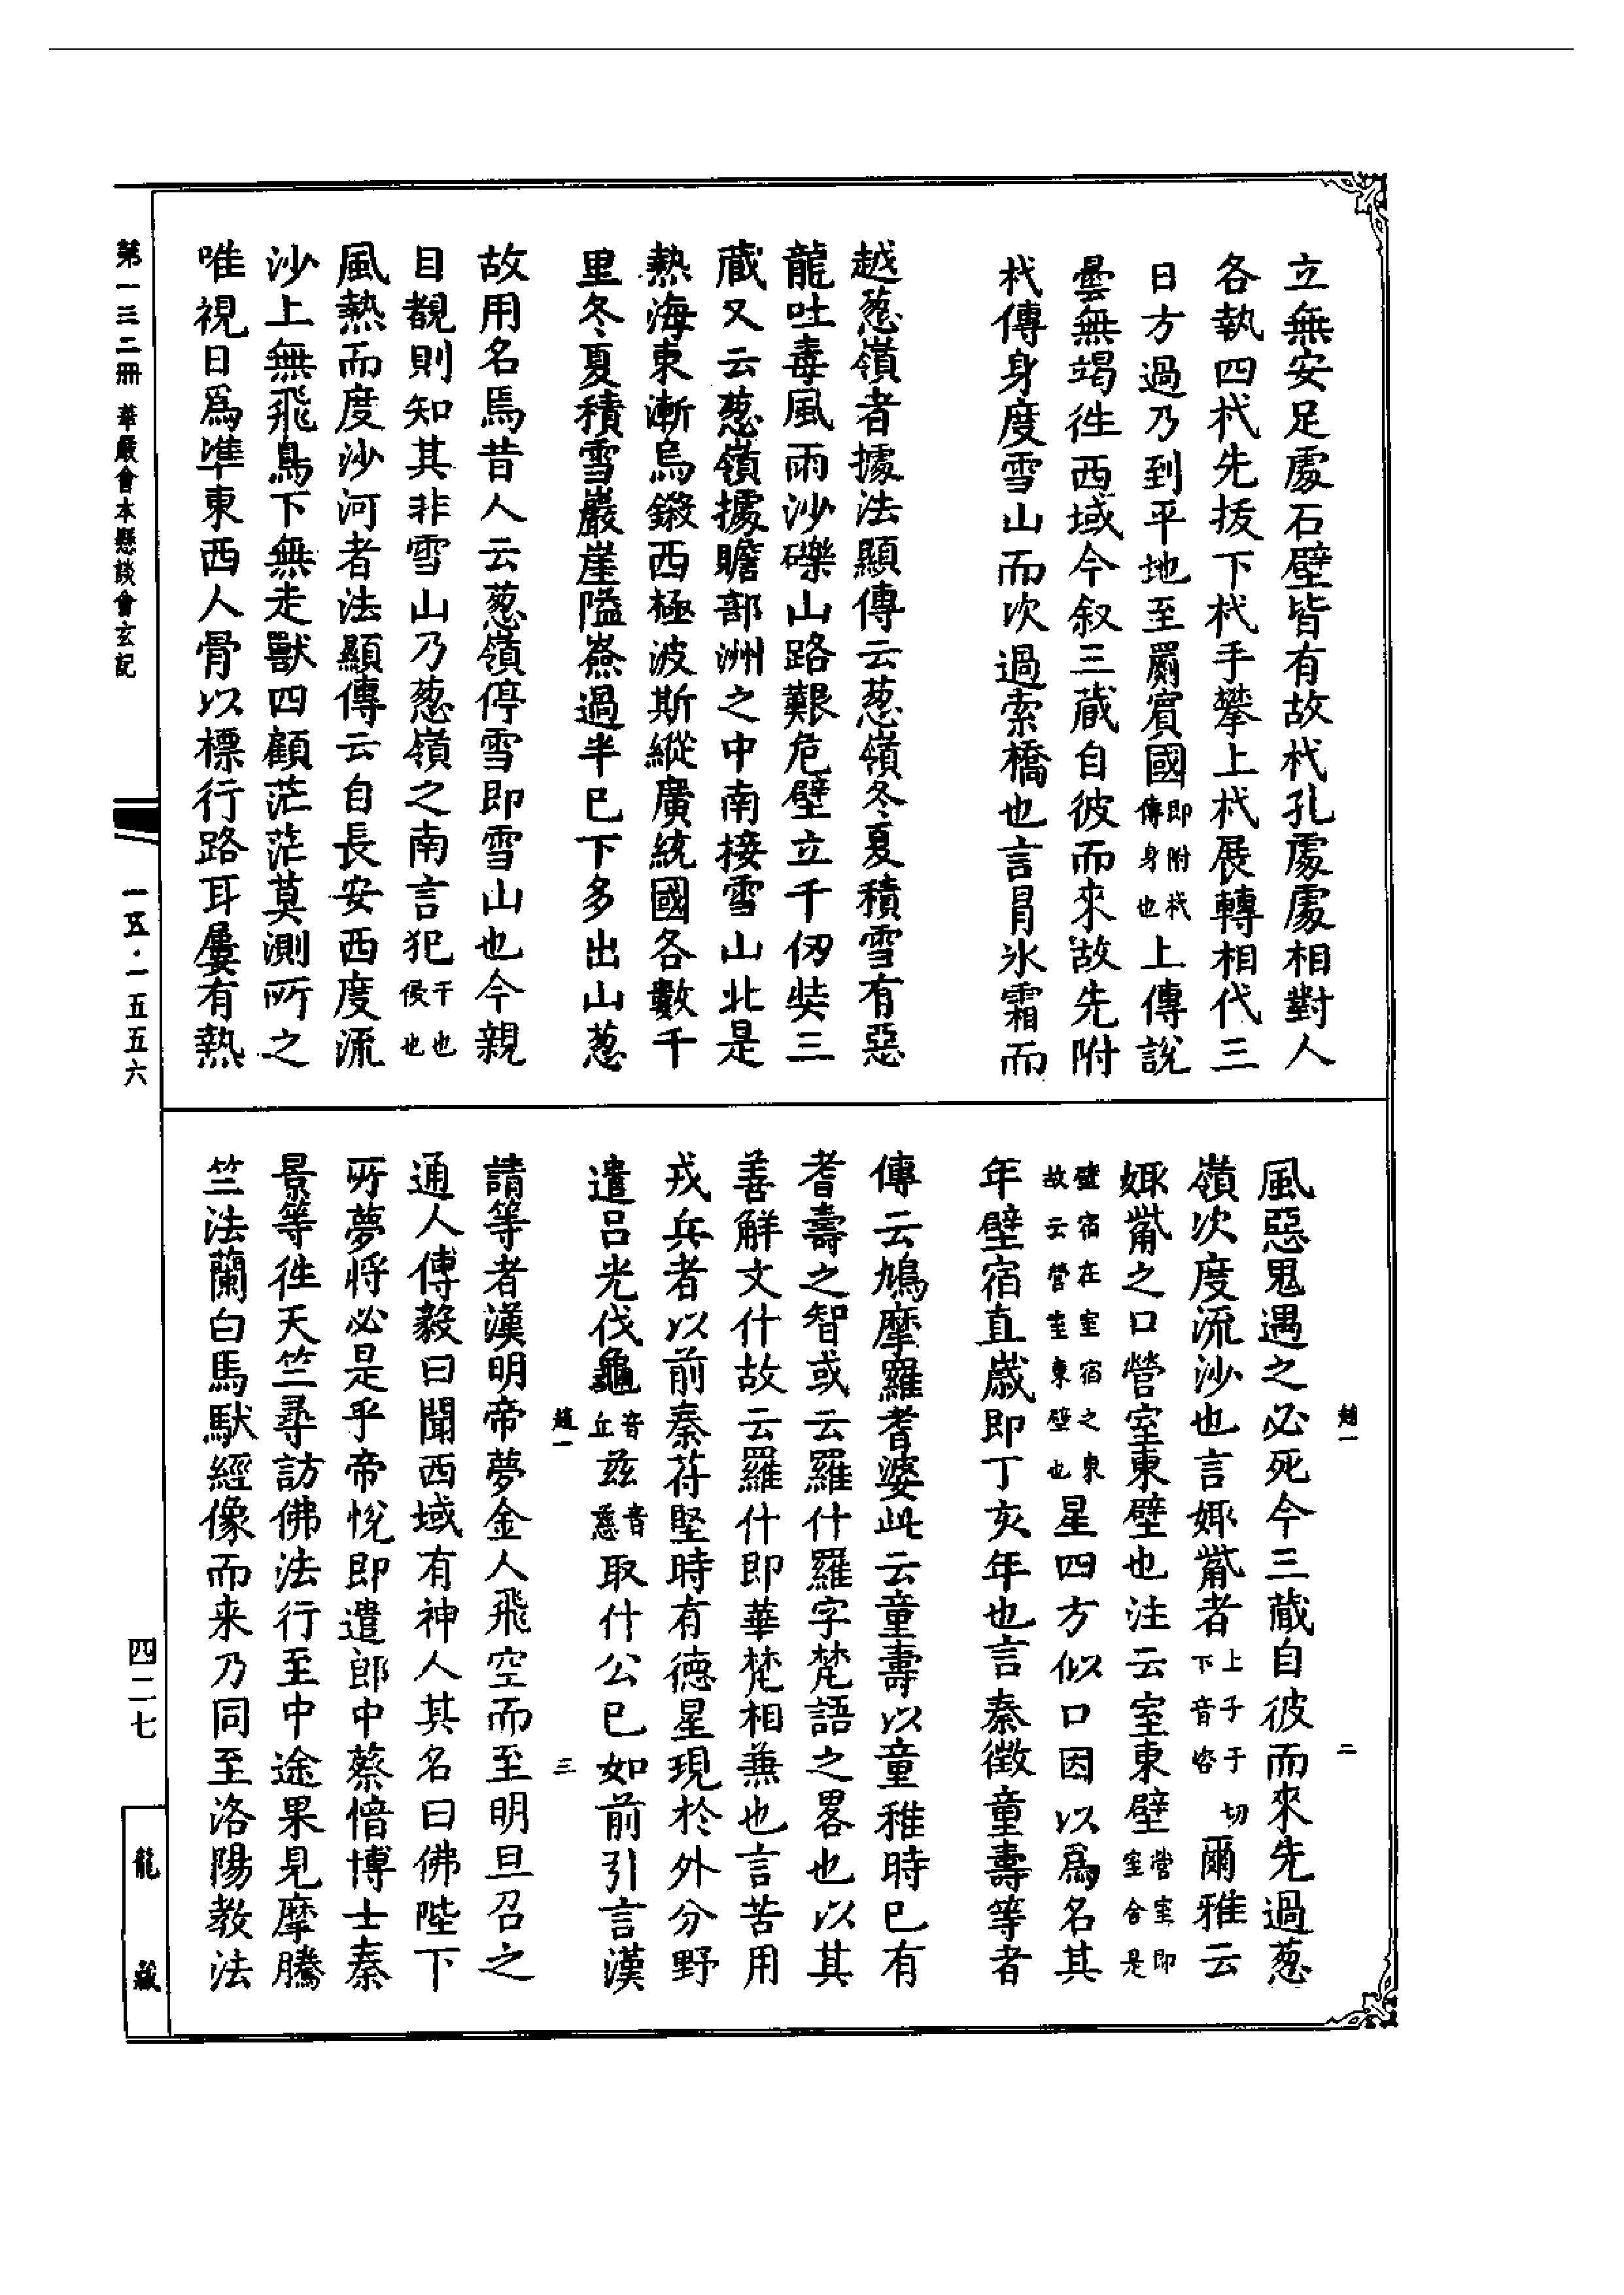 立無安足處石壁皆有故杙孔處處相對人
各執四杙先拔下杙手攀上杙展轉相代三
日方過乃到平地至罽賓國即附杙傳身也上傳說
曇無竭徃西域今叙三藏自彼而來故先附
杙傳身度雪山而次過索橋也言冒氷霜而
越葱嶺者據法顯傳云葱嶺冬夏積雪有惡
龍吐毒風雨沙礫山路艱危壁立千仞奘三
藏又云葱嶺據贍部洲之中南接雪山北是
熱海東漸烏鎩西極波斯縱廣統國各數千
里冬夏積雪巖崖隘嶮過半已下多出山葱
故用名焉昔人云葱嶺停雪即雪山也今親
目覩則知其非雪山乃葱嶺之南言犯干也侵也
風熱而度沙河者法顯傳云自長安西度流
沙上無飛鳥下無走獸四顧茫茫莫測所之
唯視日爲凖東西人骨以標行路耳屢有熱
第一三二冊 華嚴會本懸談會玄記
一五·一五五六
趙一
二
風惡鬼遇之必死今三藏自彼而來先過葱
嶺次度流沙也言娵觜者上子于切下音咨爾雅云
娵觜之口營室東壁也注云室東壁營室即室合是
壁宿在室宿之東故云營室東壁也星四方似口因以爲名其
年壁宿直歲即丁亥年也言秦徵童壽等者
傳云鳩摩羅耆婆此云童壽以童稚時已有
耆壽之智或云羅什羅字梵語之畧也以其
善解文什故云羅什即華梵相兼也言苦用
戎兵者以前秦苻堅時有德星現於外分野
遣呂光伐龜音丘兹音慈取什公已如前引言漢
趙一
三
請等者漢明帝夢金人飛空而至明旦召之
通人傅毅曰聞西域有神人其名曰佛陛下
所夢將必是乎帝悅即遣郎中蔡愔博士秦
景等徃天竺尋訪佛法行至中途果見摩騰
竺法蘭白馬馱經像而来乃同至洛陽教法
四二七
龍藏